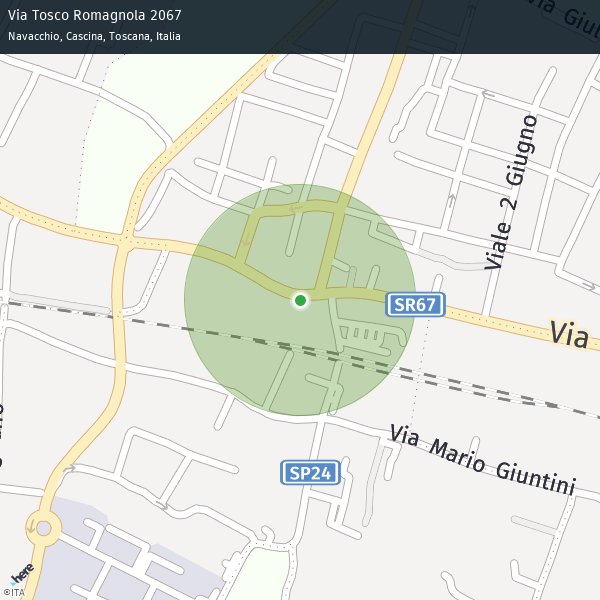 Via Tosco Romagnola 2067
Navacchio, Cascina, Toscana, Italia
Via Giu
Viale 2 Giugno
SR67
Via
Via Mario Giuntini
SP24
here
©ITA